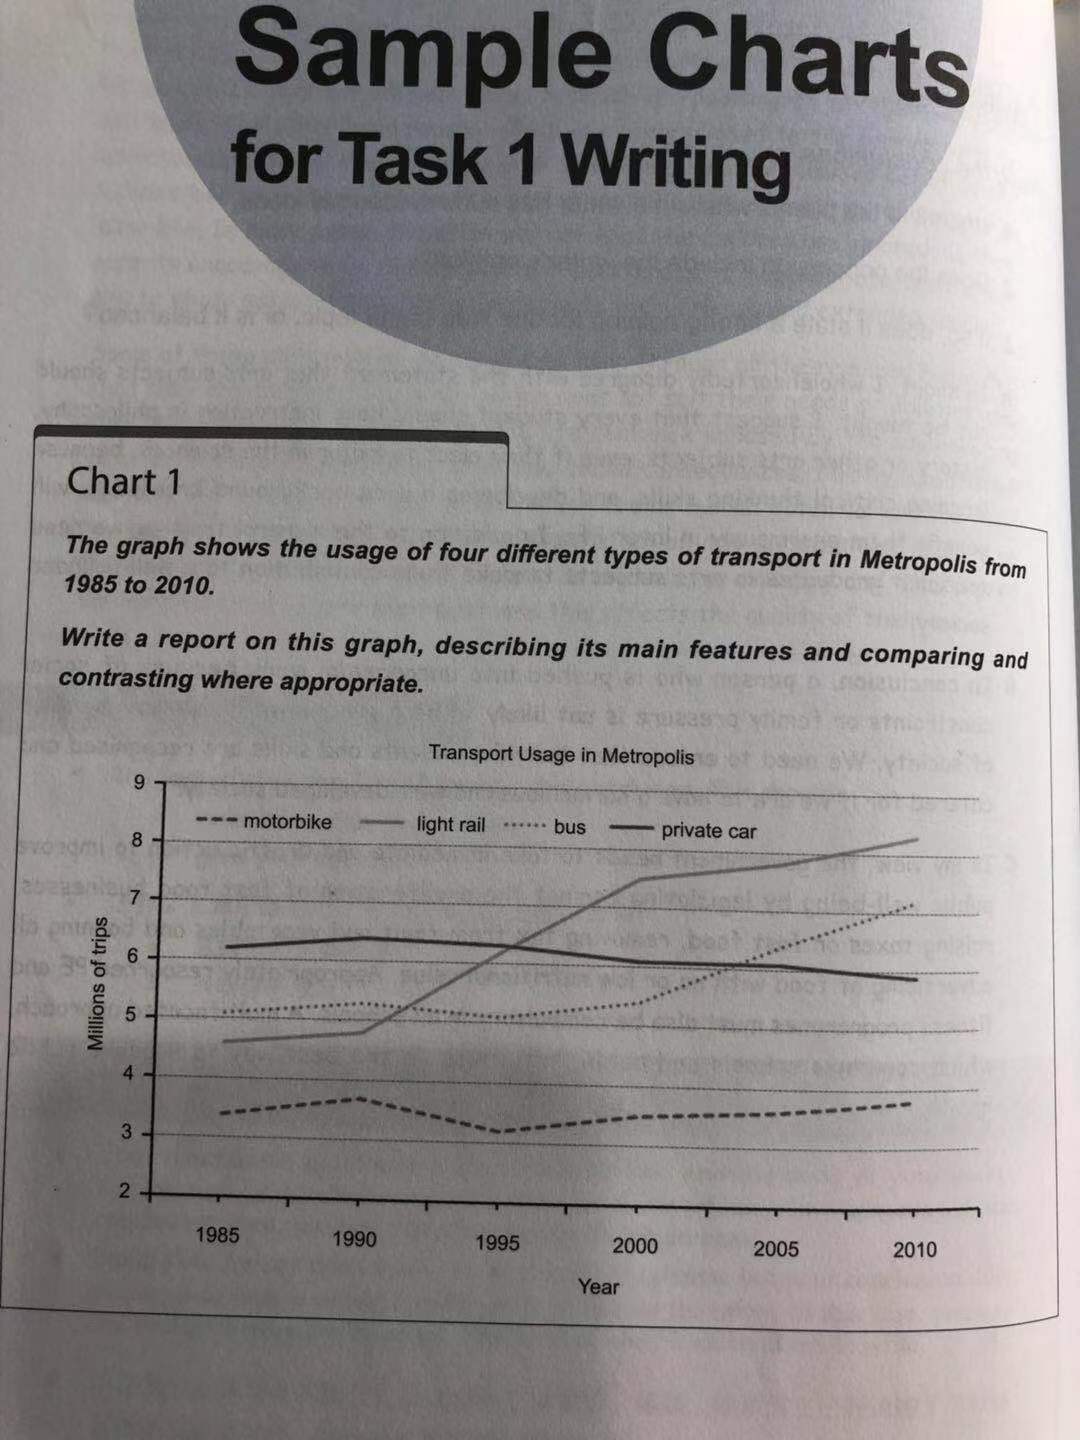 Sample Charts
for Task 1 Writing
Chart 1
The graph shows the usage of four different types of transport in Metropolis from
1985 to 2010.
Write a report on this graph, describing its main features and comparing and
contrasting where appropriate.
Transport Usage in Metropolis
9
motorbike light rail bus private car
8
7
6
5
4
3
2
Millions of trips
1985 1990 1995 2000 2005 2010
Year